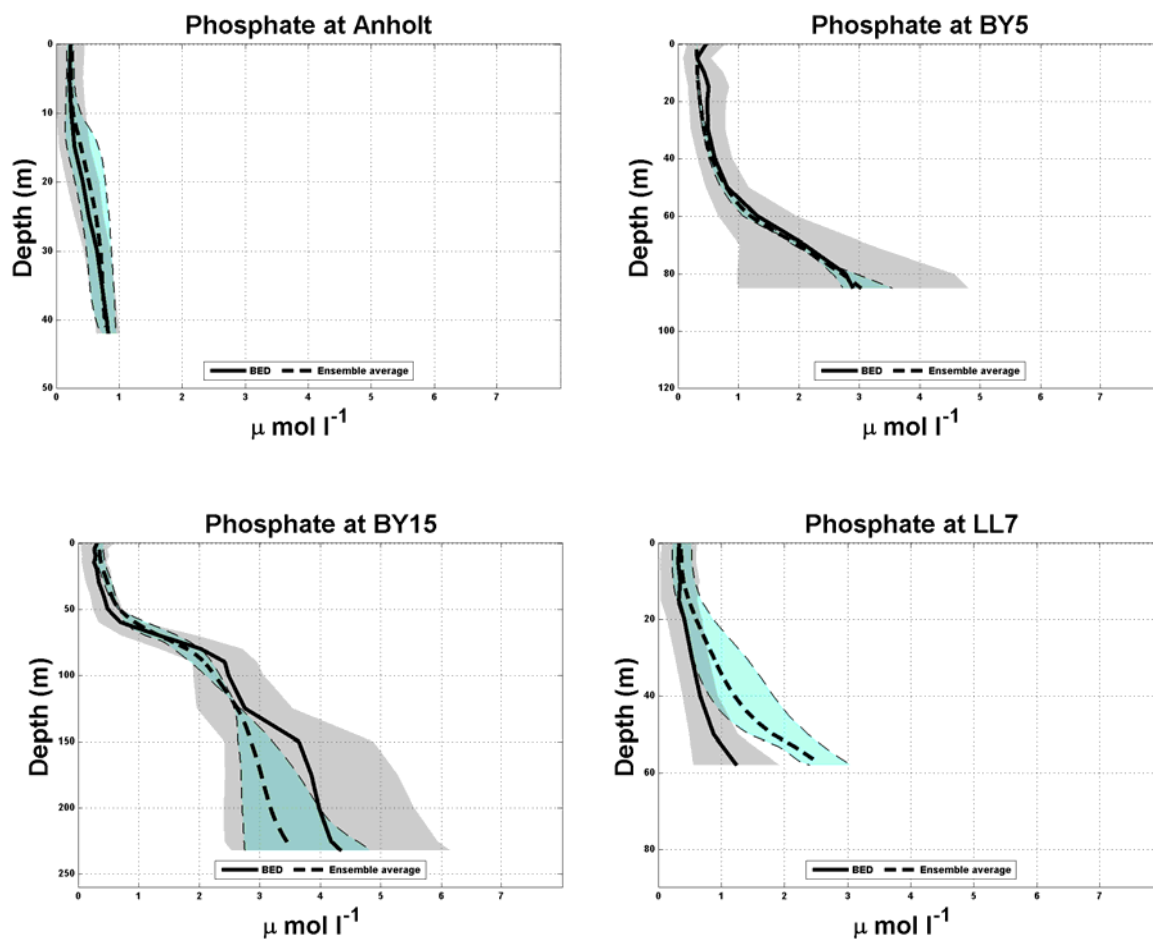 Phosphate at Anholt
0
10
20
30
40
50
Depth (m)
BED Ensemble average
0 1 2 3 4 5 6 7
μ mol l-1
Phosphate at BY5
0
20
40
60
80
100
120
Depth (m)
BED Ensemble average
0 1 2 3 4 5 6 7
μ mol l-1
Phosphate at BY15
0
50
100
150
200
250
Depth (m)
BED Ensemble average
0 1 2 3 4 5 6 7
μ mol l-1
Phosphate at LL7
0
20
40
60
80
Depth (m)
BED Ensemble average
0 1 2 3 4 5 6 7
μ mol l-1